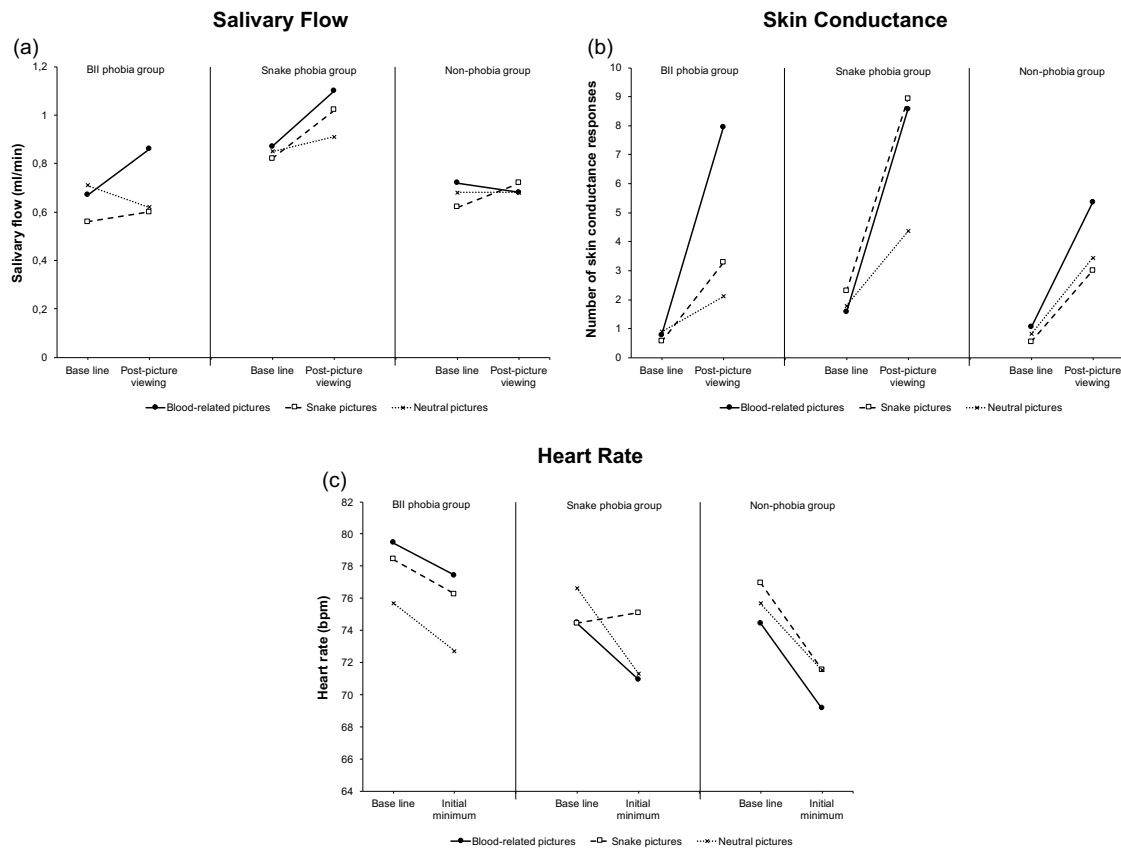 Salivary Flow
(a)
BII phobia group Snake phobia group Non-phobia group
1,2
1
0,8
0,6
0,4
0,2
0
Salivary flow (ml/min)
Base line Post-picture viewing Base line Post-picture viewing Base line Post-picture viewing
Blood-related pictures Snake pictures Neutral pictures
Skin Conductance
(b)
BII phobia group Snake phobia group Non-phobia group
10
9
8
7
6
5
4
3
2
1
0
Number of skin conductance responses
Base line Post-picture viewing Base line Post-picture viewing Base line Post-picture viewing
Blood-related pictures Snake pictures Neutral pictures
Heart Rate
(c)
BII phobia group Snake phobia group Non-phobia group
82
80
78
76
74
72
70
68
66
64
Heart rate (bpm)
Base line Initial minimum Base line Initial minimum Base line Initial minimum
Blood-related pictures Snake pictures Neutral pictures